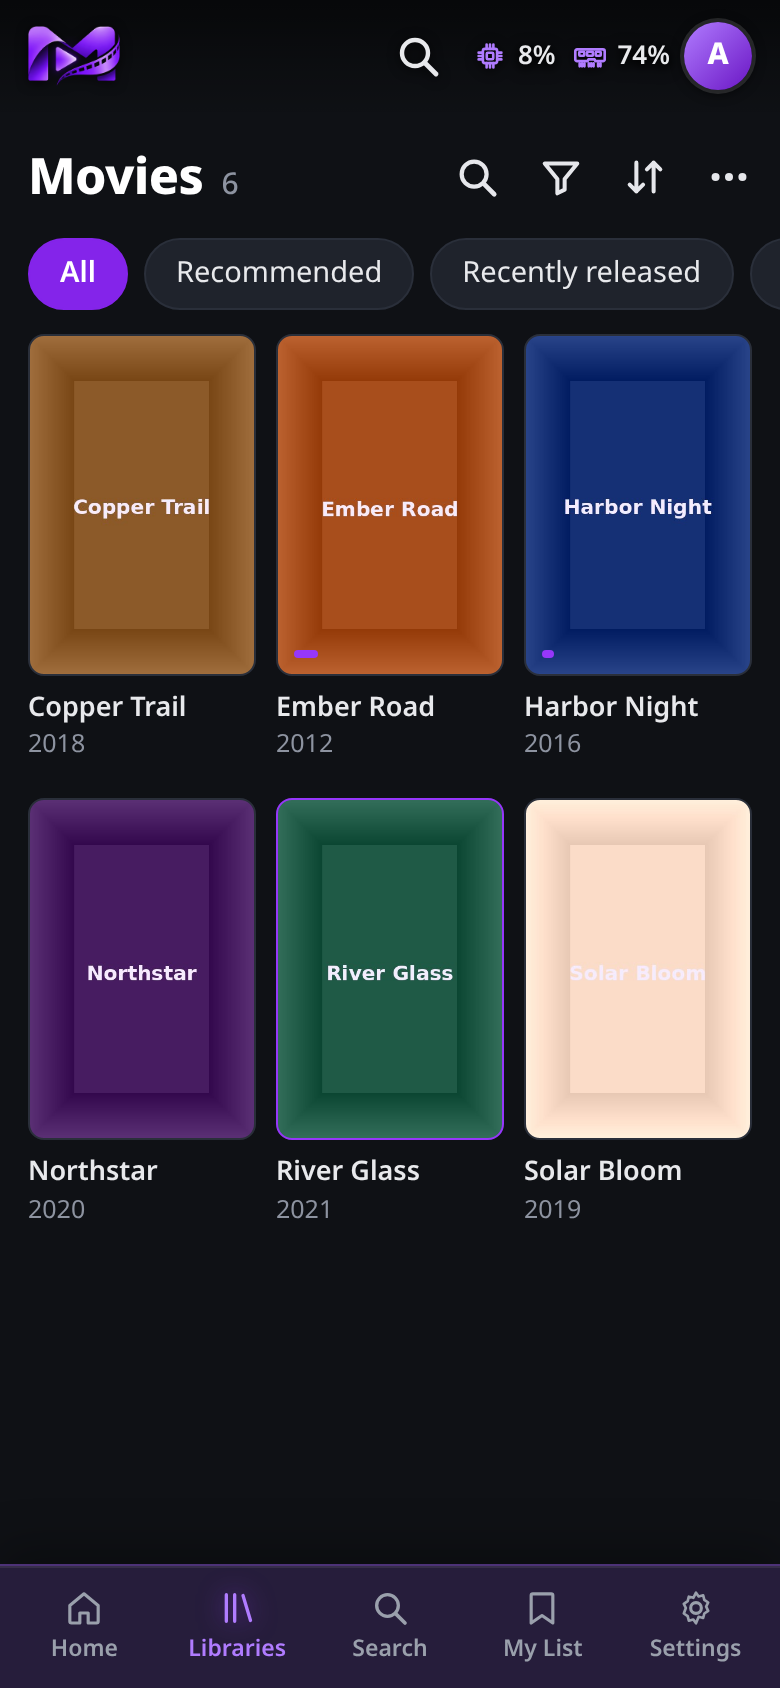 8% 74% A
Movies 6
All Recommended Recently released
Copper Trail Ember Road Harbor Night
Copper Trail Ember Road Harbor Night
2018 2012 2016
Northstar River Glass Solar Bloom
Northstar River Glass Solar Bloom
2020 2021 2019
Home Libraries Search My List Settings